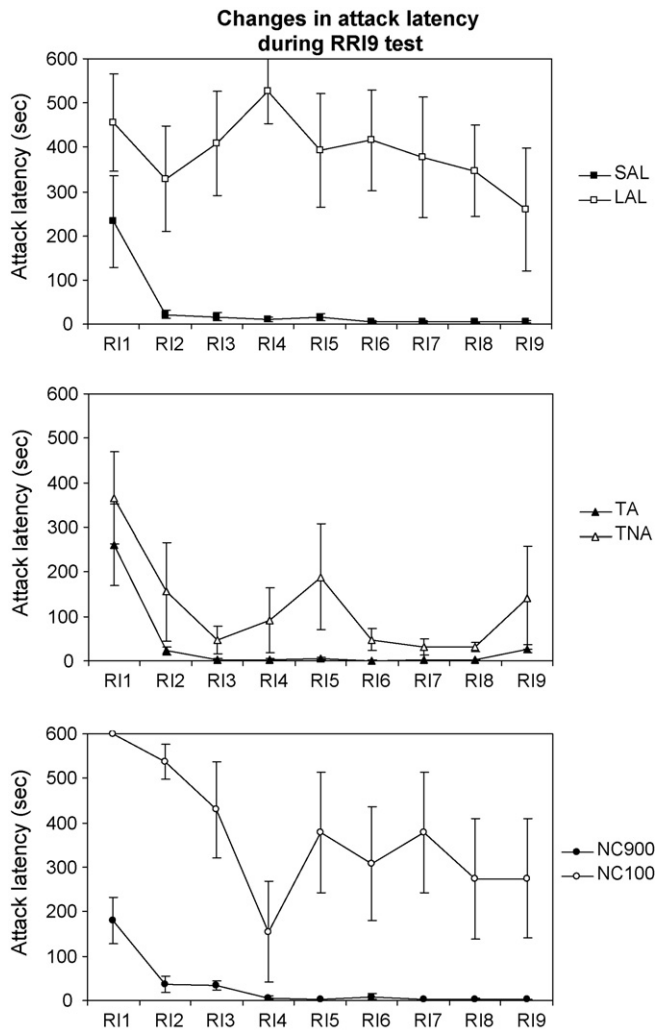 Changes in attack latency
during RRI9 test
Attack latency (sec)
600
500
400
300
200
100
0
RI1 RI2 RI3 RI4 RI5 RI6 RI7 RI8 RI9
SAL
LAL
Attack latency (sec)
600
500
400
300
200
100
0
RI1 RI2 RI3 RI4 RI5 RI6 RI7 RI8 RI9
TA
TNA
Attack latency (sec)
600
500
400
300
200
100
0
RI1 RI2 RI3 RI4 RI5 RI6 RI7 RI8 RI9
NC900
NC100